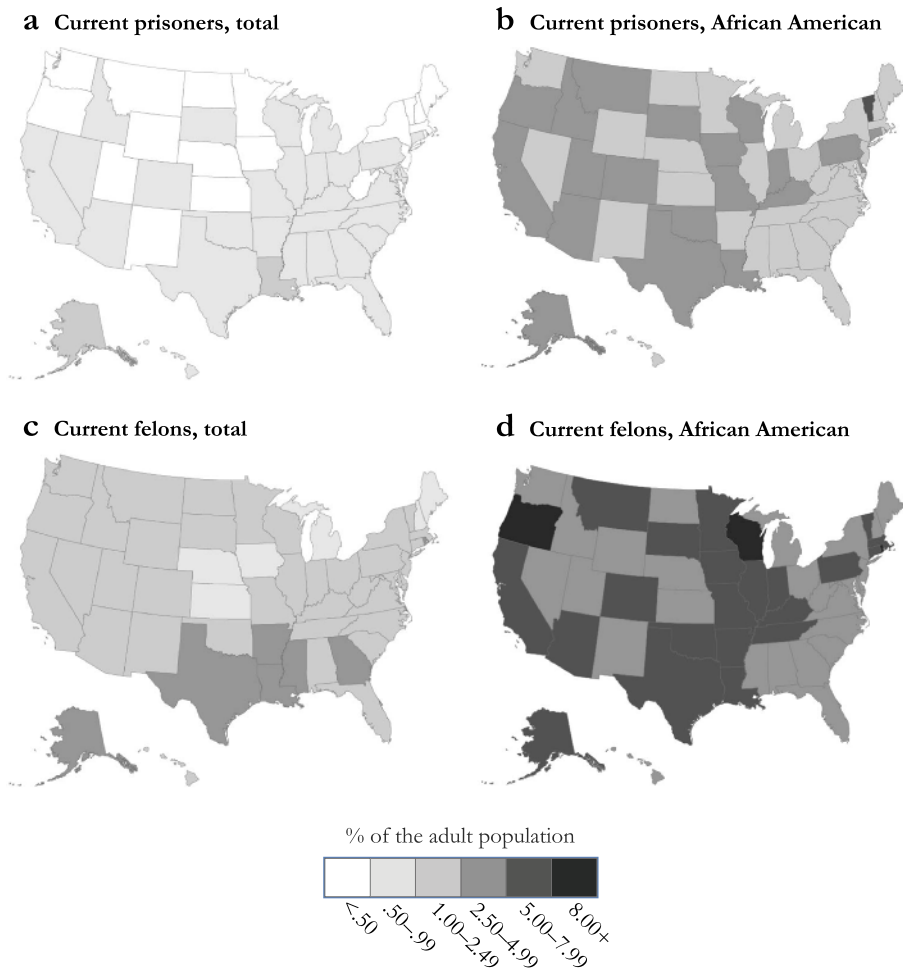 a Current prisoners, total
b Current prisoners, African American
c Current felons, total
d Current felons, African American
% of the adult population
<.50
.50–.99
1.00–2.49
2.50–4.99
5.00–7.99
8.00+